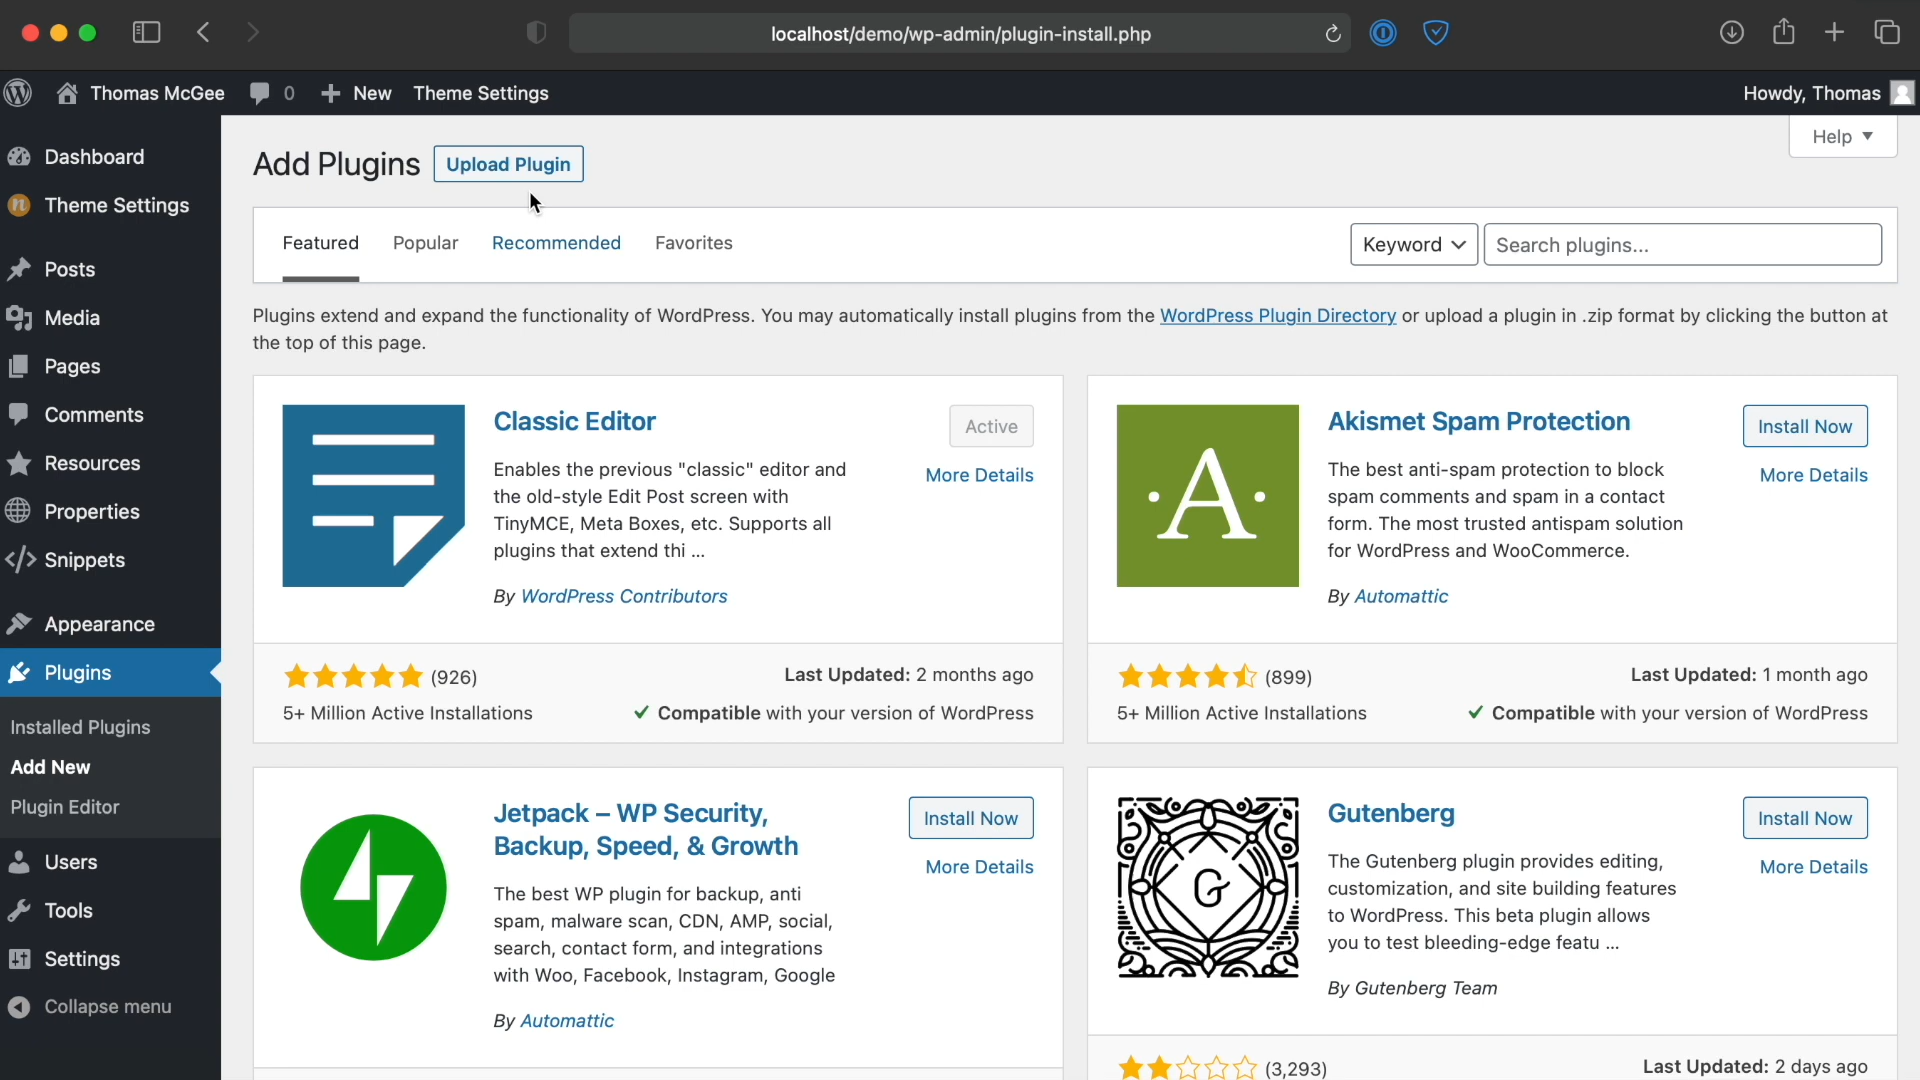 localhost/demo/wp-admin/plugin-install.php
Thomas McGee 0 New Theme Settings Howdy, Thomas
Help
Dashboard
Theme Settings
Posts
Media
Pages
Comments
Resources
Properties
Snippets
Appearance
Plugins
Installed Plugins
Add New
Plugin Editor
Users
Tools
Settings
Collapse menu
Add Plugins Upload Plugin
Featured Popular Recommended Favorites Keyword Search plugins...
Plugins extend and expand the functionality of WordPress. You may automatically install plugins from the WordPress Plugin Directory or upload a plugin in .zip format by clicking the button at
the top of this page.
Classic Editor
Active
More Details
Enables the previous "classic" editor and
the old-style Edit Post screen with
TinyMCE, Meta Boxes, etc. Supports all
plugins that extend thi ...
By WordPress Contributors
(926) Last Updated: 2 months ago
5+ Million Active Installations Compatible with your version of WordPress
A
Akismet Spam Protection
Install Now
More Details
The best anti-spam protection to block
spam comments and spam in a contact
form. The most trusted antispam solution
for WordPress and WooCommerce.
By Automattic
(899) Last Updated: 1 month ago
5+ Million Active Installations Compatible with your version of WordPress
Jetpack – WP Security,
Backup, Speed, & Growth
Install Now
More Details
The best WP plugin for backup, anti
spam, malware scan, CDN, AMP, social,
search, contact form, and integrations
with Woo, Facebook, Instagram, Google
By Automattic
G
Gutenberg
Install Now
More Details
The Gutenberg plugin provides editing,
customization, and site building features
to WordPress. This beta plugin allows
you to test bleeding-edge featu ...
By Gutenberg Team
(3,293) Last Updated: 2 days ago